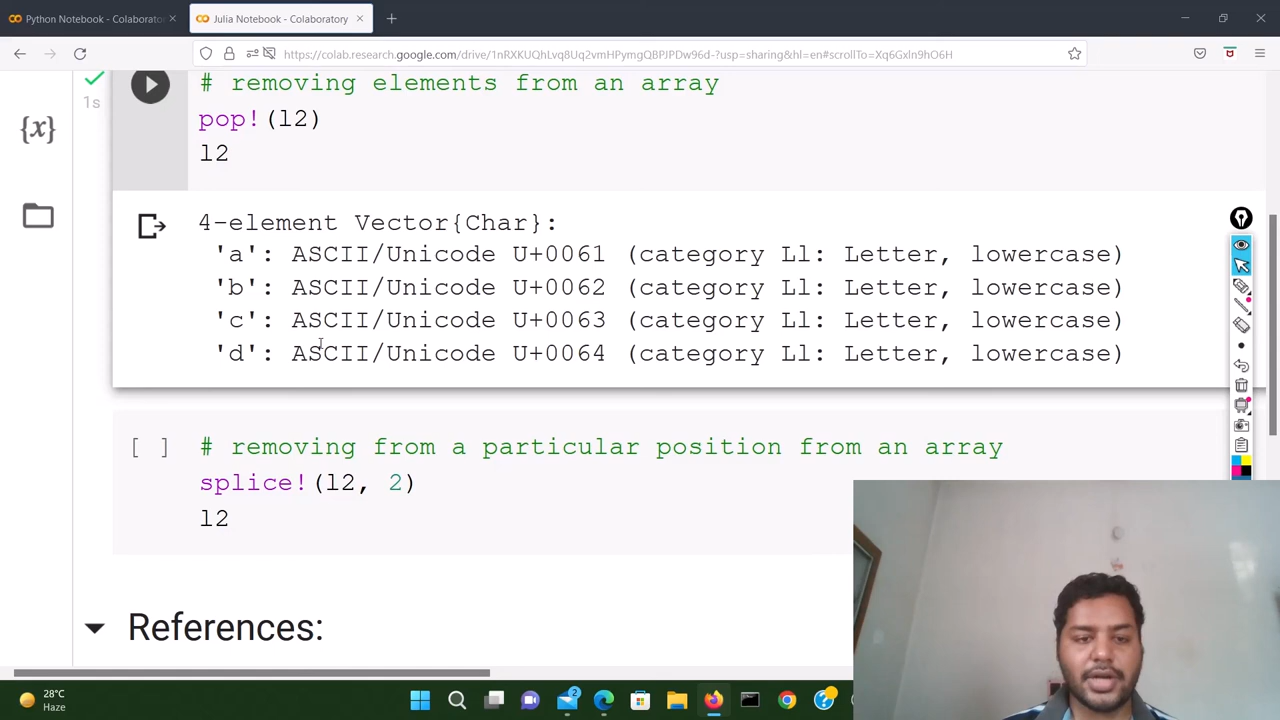 Python Notebook - Colaborato
Julia Notebook - Colaboratory
https://colab.research.google.com/drive/1nRXKUQhLvg8Uq2vmHPymgQBPJPDw96d-?usp=sharing&hl=en#scrollTo=Xq6Gxln9hO6H
1s
{x}
# removing elements from an array
pop!(l2)
l2
4-element Vector{Char}:
'a': ASCII/Unicode U+0061 (category Ll: Letter, lowercase)
'b': ASCII/Unicode U+0062 (category Ll: Letter, lowercase)
'c': ASCII/Unicode U+0063 (category Ll: Letter, lowercase)
'd': ASCII/Unicode U+0064 (category Ll: Letter, lowercase)
[ ]
# removing from a particular position from an array
splice!(l2, 2)
l2
References:
28°C
Haze
2